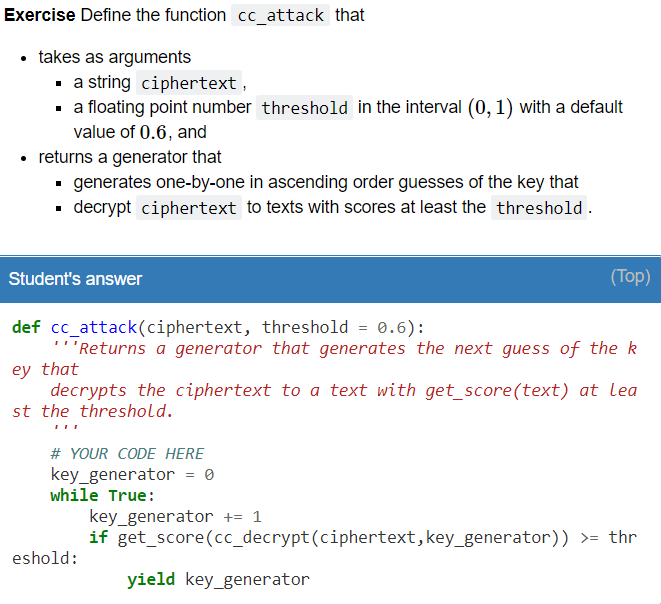 Exercise Define the function cc_attack that
• takes as arguments
▪ a string ciphertext ,
▪ a floating point number threshold in the interval (0, 1) with a default
value of 0.6, and
• returns a generator that
▪ generates one-by-one in ascending order guesses of the key that
▪ decrypt ciphertext to texts with scores at least the threshold .
Student's answer (Top)
def cc_attack(ciphertext, threshold = 0.6):
    '''Returns a generator that generates the next guess of the k
ey that
    decrypts the ciphertext to a text with get_score(text) at lea
st the threshold.
    '''
    # YOUR CODE HERE
    key_generator = 0
    while True:
        key_generator += 1
        if get_score(cc_decrypt(ciphertext,key_generator)) >= thr
eshold:
            yield key_generator